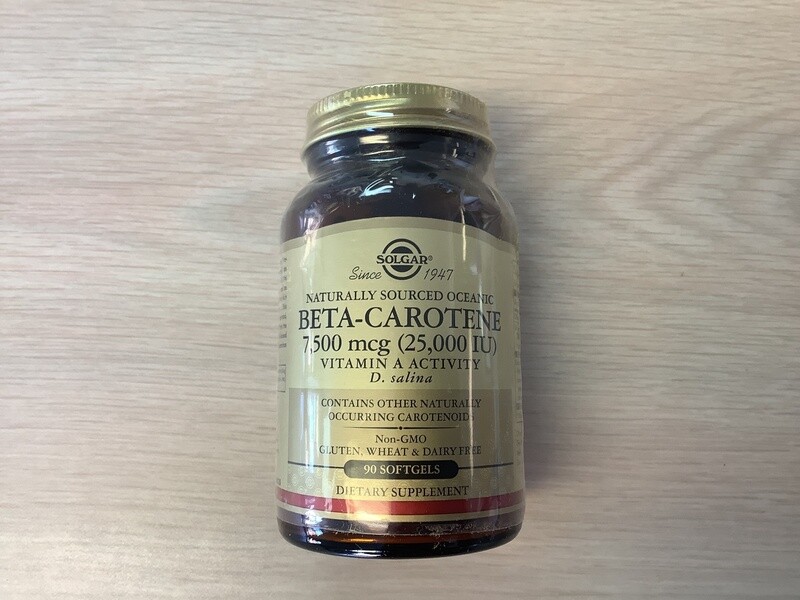 SOLGAR®
Since 1947
NATURALLY SOURCED OCEANIC
BETA-CAROTENE
7,500 mcg (25,000 IU)
VITAMIN A ACTIVITY
D. salina
CONTAINS OTHER NATURALLY
OCCURRING CAROTENOIDS
Non-GMO
GLUTEN, WHEAT & DAIRY FREE
90 SOFTGELS
DIETARY SUPPLEMENT